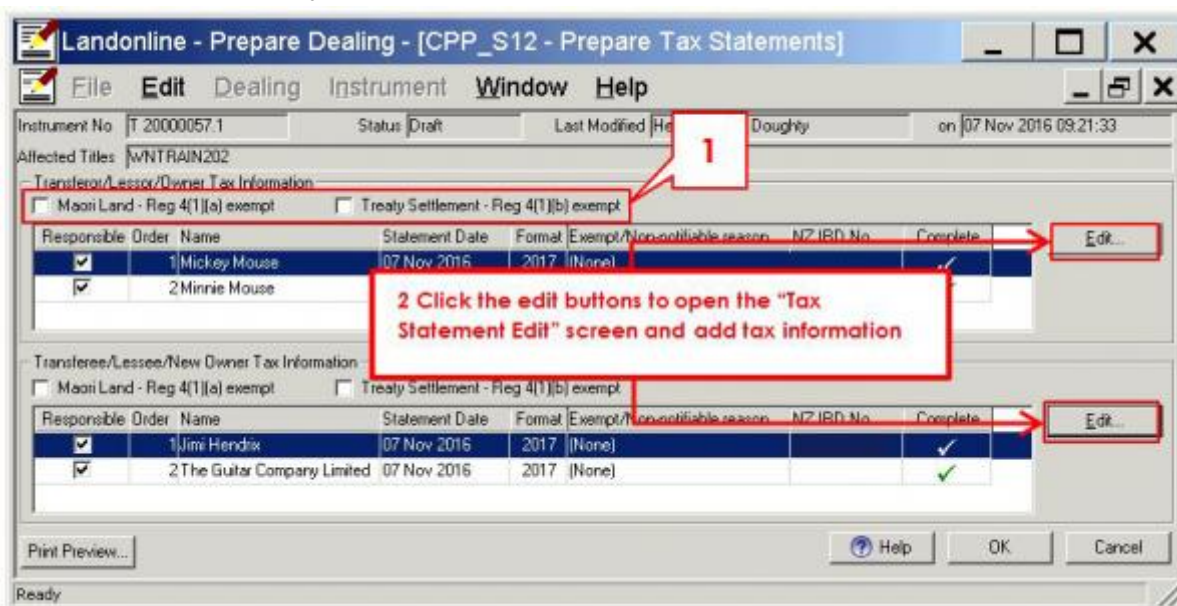 Landonline - Prepare Dealing - [CPP_S12 - Prepare Tax Statements]
File Edit Dealing Instrument Window Help
Instrument No T 20000057.1 Status Draft Last Modified Doughty on 07 Nov 2016 09:21:33
1
Affected Titles WNTRAIN202
Transferor/Lessor/Owner Tax Information
Maori Land - Reg 4(1)(a) exempt Treaty Settlement - Reg 4(1)(b) exempt
Responsible Order Name Statement Date Format Exempt/Non-notifiable reason NZ IRD No Complete Edit...
1 Mickey Mouse 07 Nov 2016 2017 (None)
2 Minnie Mouse
2 Click the edit buttons to open the "Tax
Statement Edit" screen and add tax information
Transferee/Lessee/New Owner Tax Information
Maori Land - Reg 4(1)(a) exempt Treaty Settlement - Reg 4(1)(b) exempt
Responsible Order Name Statement Date Format Exempt/Non-notifiable reason NZ IRD No Complete Edit...
1 Jimi Hendrix 07 Nov 2016 2017 (None)
2 The Guitar Company Limited 07 Nov 2016 2017 (None)
Print Preview... Help OK Cancel
Ready